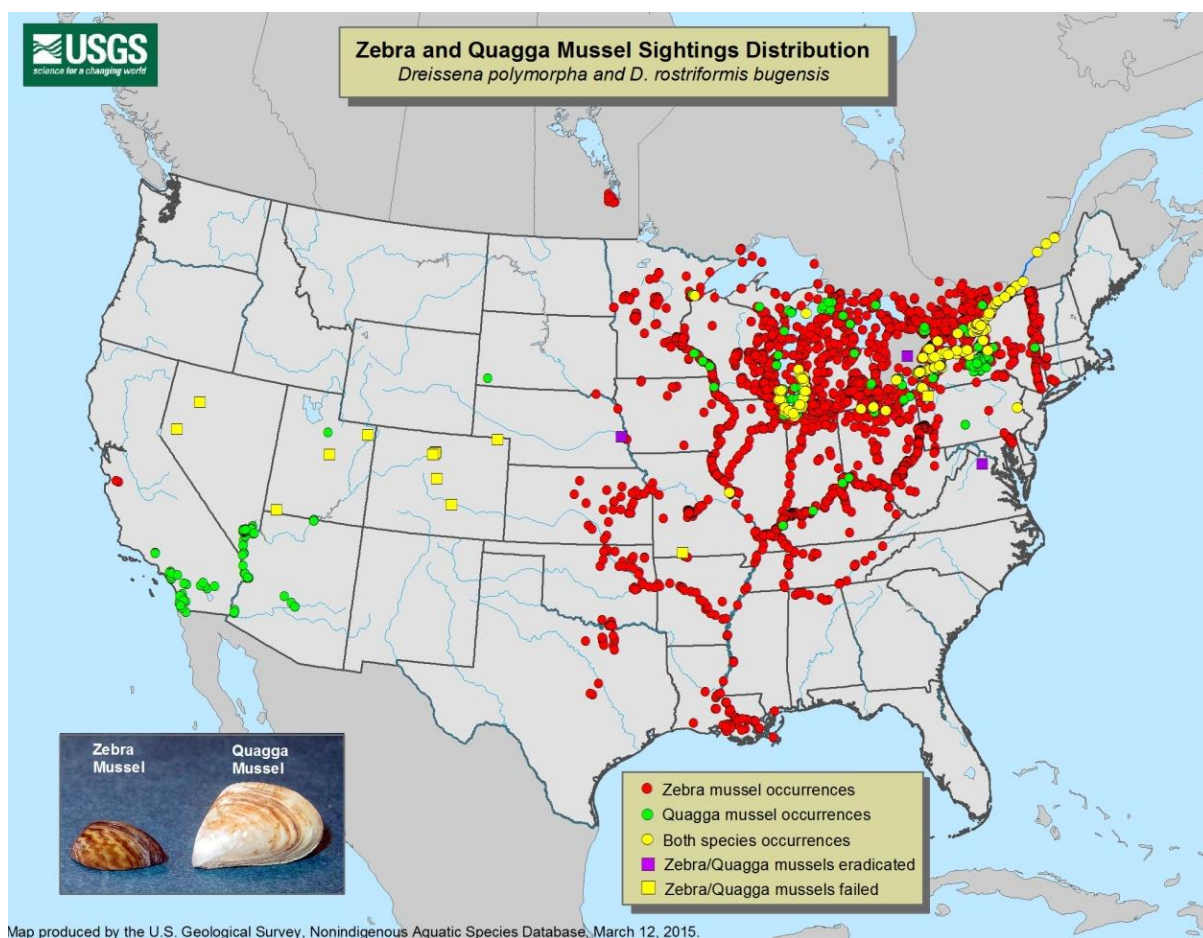 USGS
science for a changing world
Zebra and Quagga Mussel Sightings Distribution
Dreissena polymorpha and D. rostriformis bugensis
Zebra
Mussel
Quagga
Mussel
Zebra mussel occurrences
Quagga mussel occurrences
Both species occurrences
Zebra/Quagga mussels eradicated
Zebra/Quagga mussels failed
Map produced by the U.S. Geological Survey, Nonindigenous Aquatic Species Database, March 12, 2015.